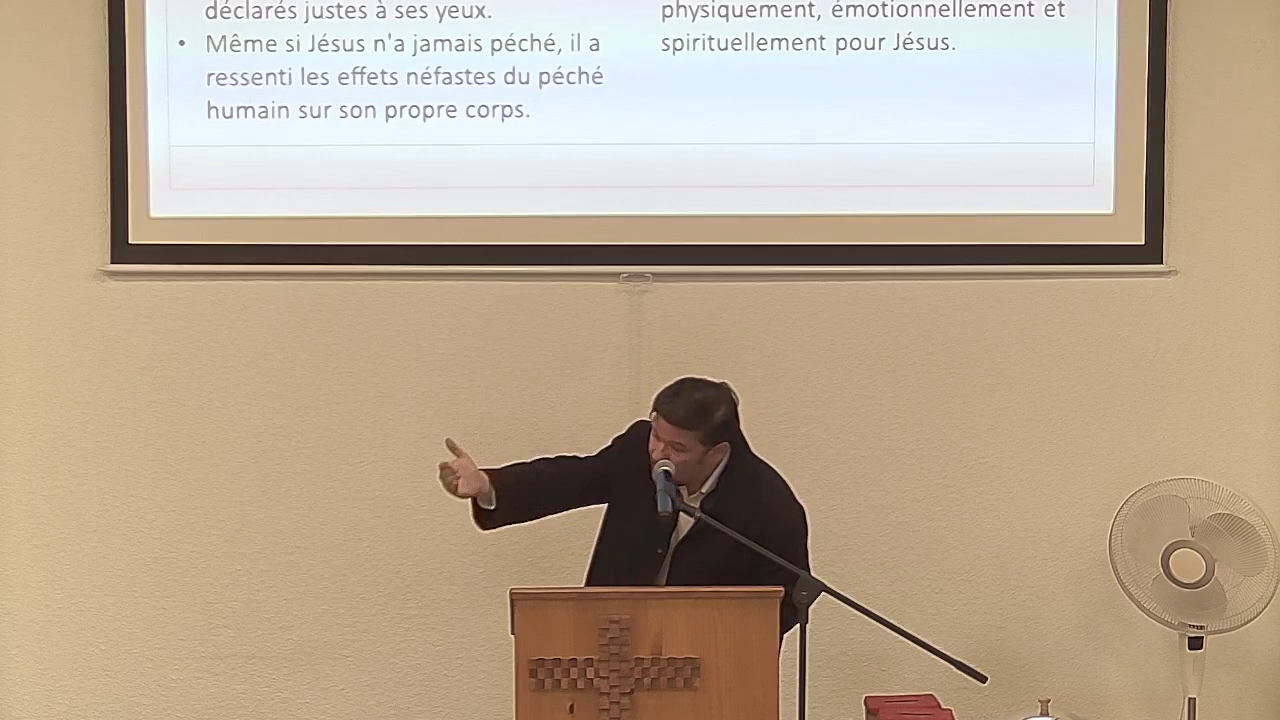 déclarés justes à ses yeux.
• Même si Jésus n'a jamais péché, il a
ressenti les effets néfastes du péché
humain sur son propre corps.
physiquement, émotionnellement et
spirituellement pour Jésus.